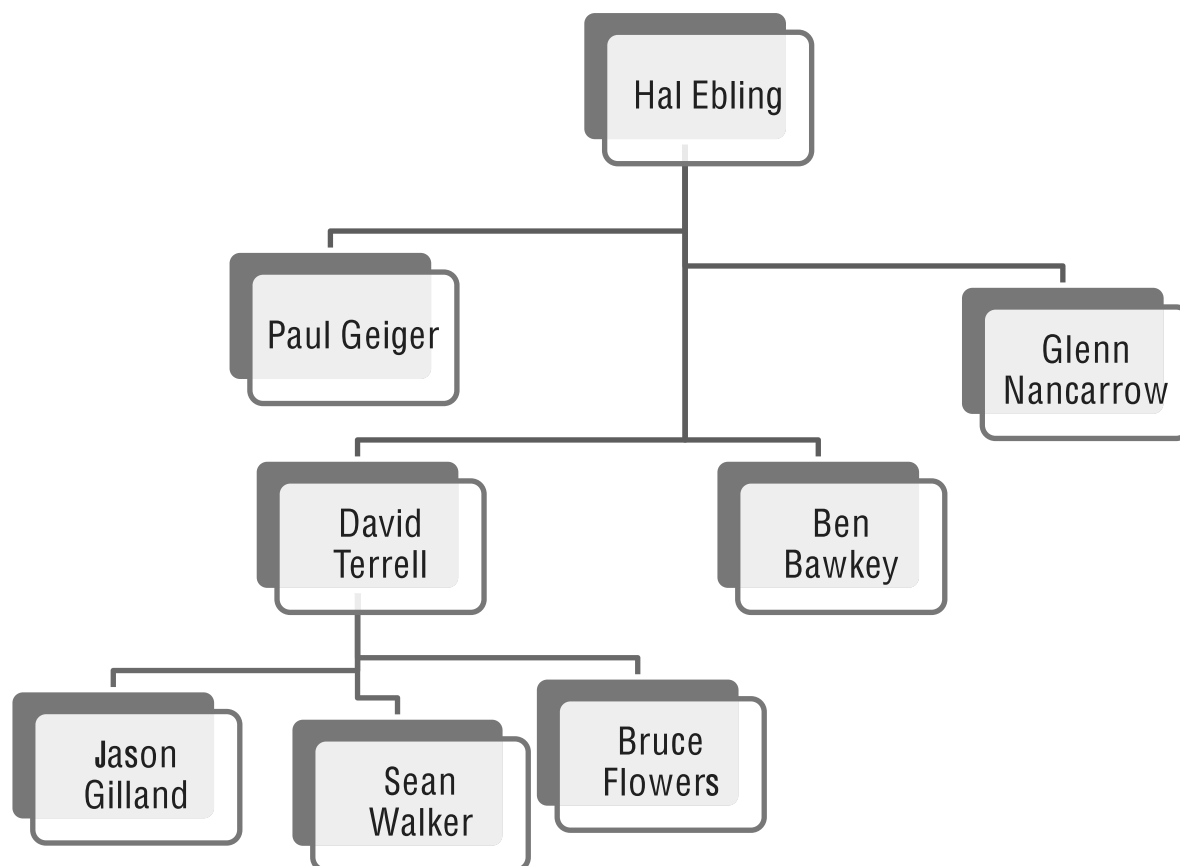 Hal Ebling
Paul Geiger
Glenn
Nancarrow
David
Terrell
Ben
Bawkey
Jason
Gilland
Sean
Walker
Bruce
Flowers